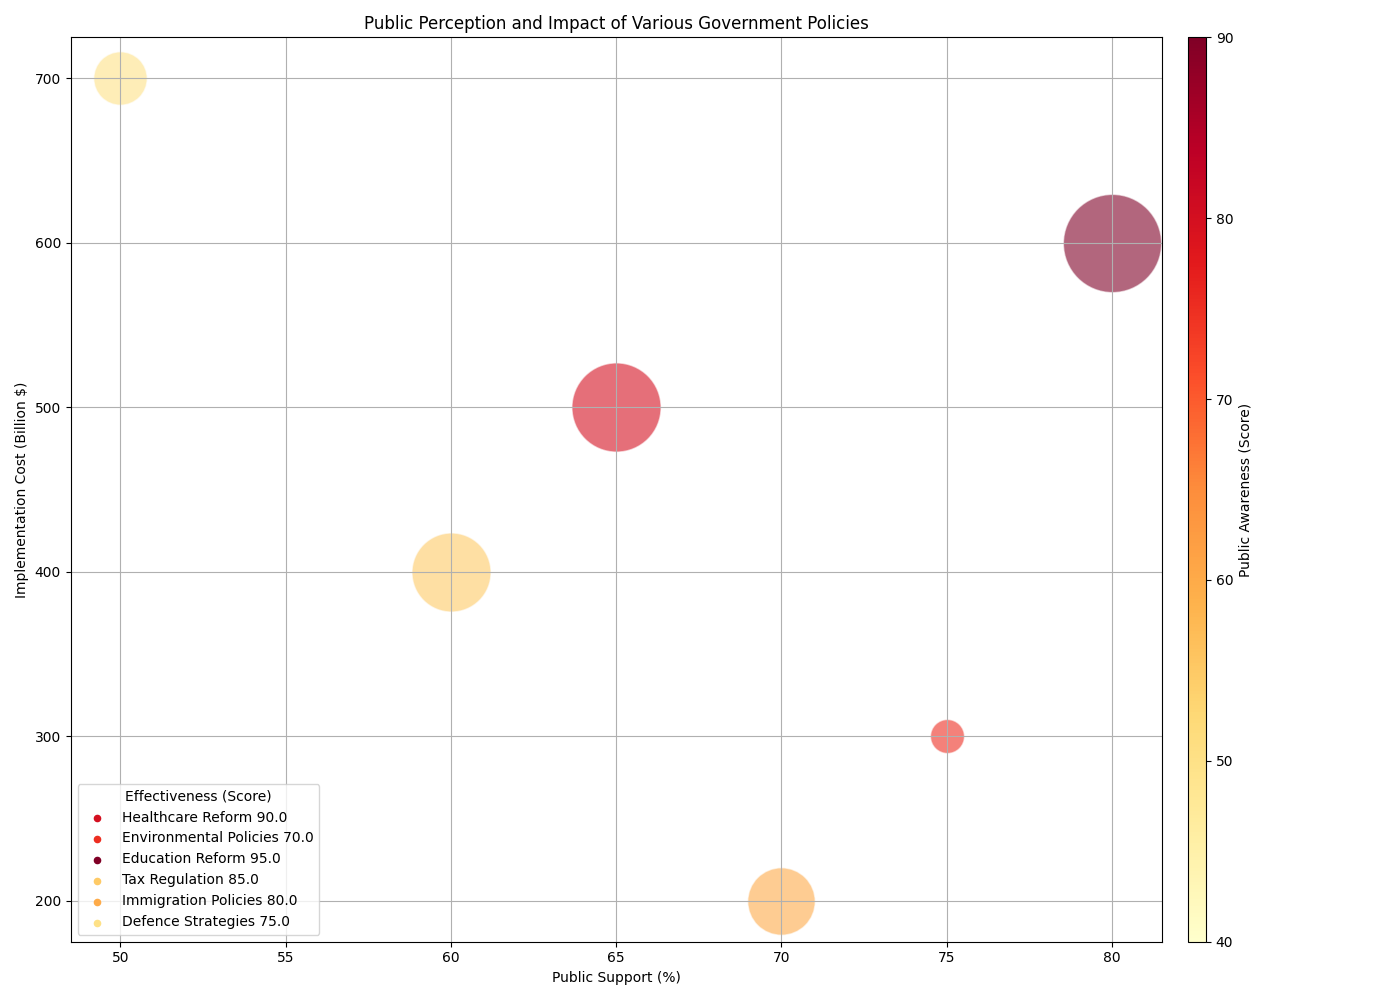 Public Perception and Impact of Various Government Policies
700
600
500
400
300
200
Implementation Cost (Billion $)
50
55
60
65
70
75
80
Public Support (%)
Effectiveness (Score)
Healthcare Reform 90.0
Environmental Policies 70.0
Education Reform 95.0
Tax Regulation 85.0
Immigration Policies 80.0
Defence Strategies 75.0
90
80
70
60
50
40
Public Awareness (Score)